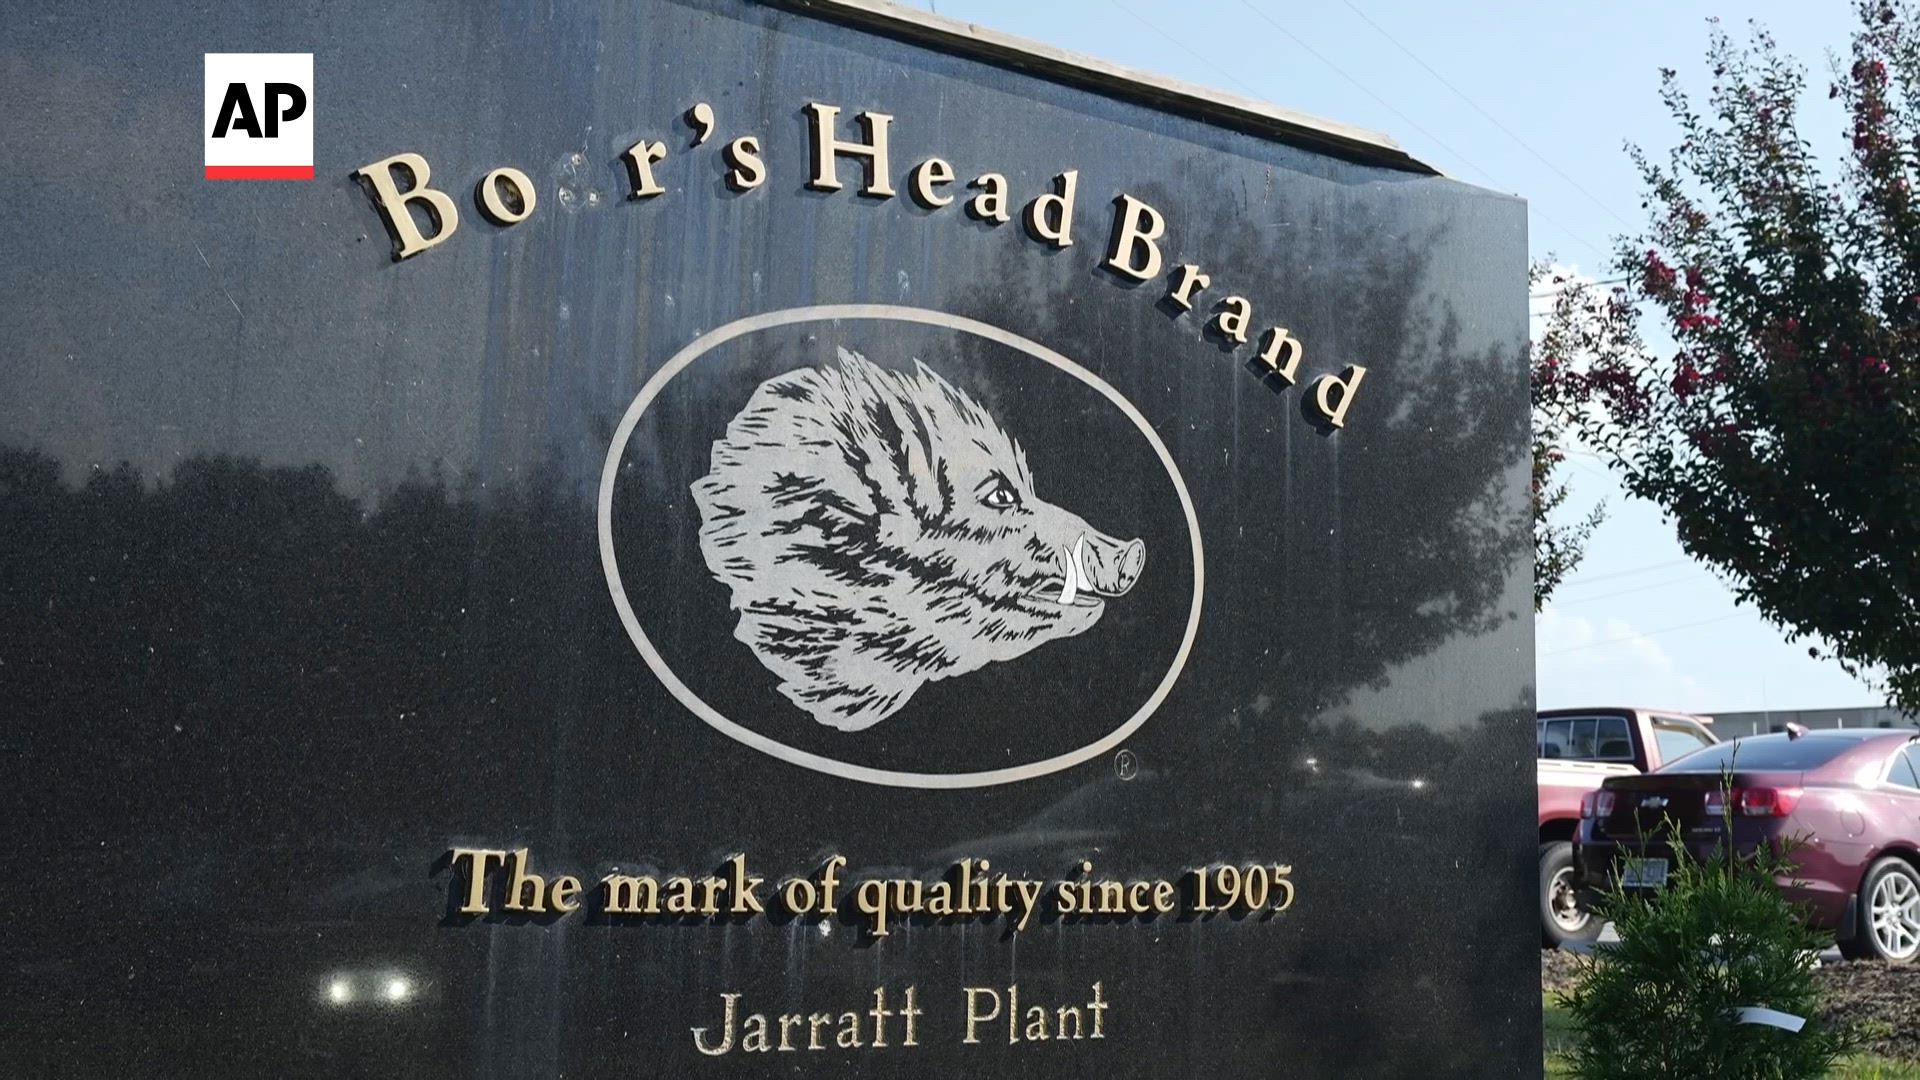 AP
Bo r's Head Brand
®
The mark of quality since 1905
Jarratt Plant